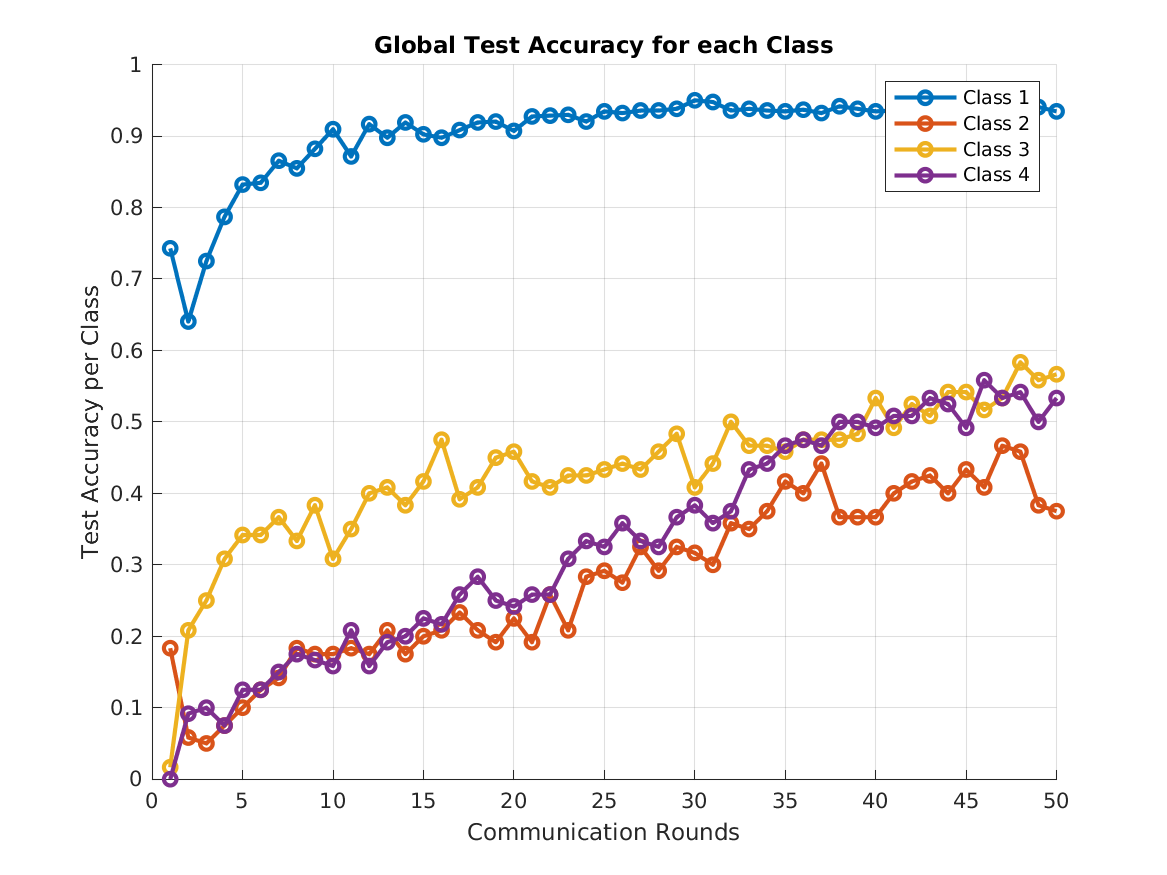 Global Test Accuracy for each Class
1
0.9
0.8
0.7
0.6
0.5
0.4
0.3
0.2
0.1
0
Test Accuracy per Class
Class 1
Class 2
Class 3
Class 4
0 5 10 15 20 25 30 35 40 45 50
Communication Rounds